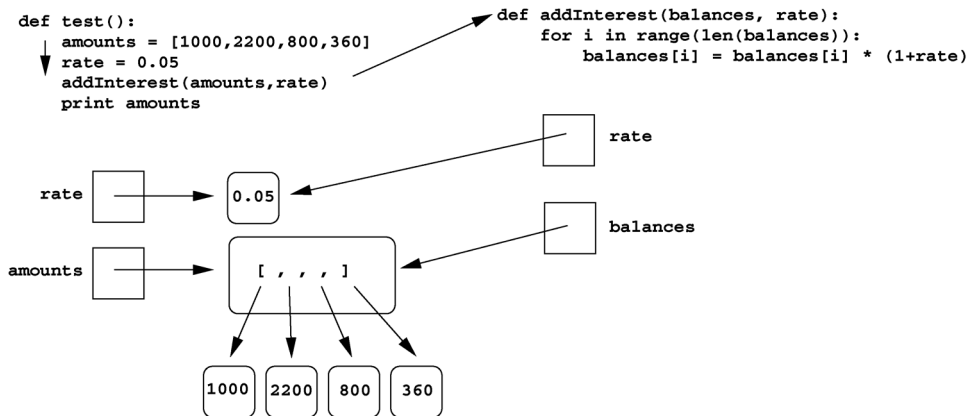 def test():
amounts = [1000,2200,800,360]
rate = 0.05
addInterest(amounts,rate)
print amounts
def addInterest(balances, rate):
for i in range(len(balances)):
balances[i] = balances[i] * (1+rate)
rate
rate
0.05
balances
amounts
[ , , , ]
1000
2200
800
360